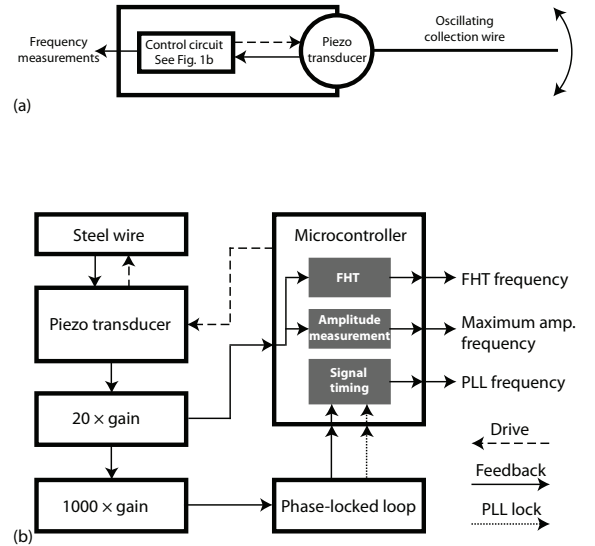 Oscillating
collection wire
Frequency
measurements
Control circuit
See Fig. 1b
Piezo
transducer
(a)
Steel wire
Microcontroller
FHT
FHT frequency
Piezo transducer
Amplitude
measurement
Maximum amp.
frequency
Signal
timing
PLL frequency
20 × gain
Drive
Feedback
1000 × gain
Phase-locked loop
PLL lock
(b)